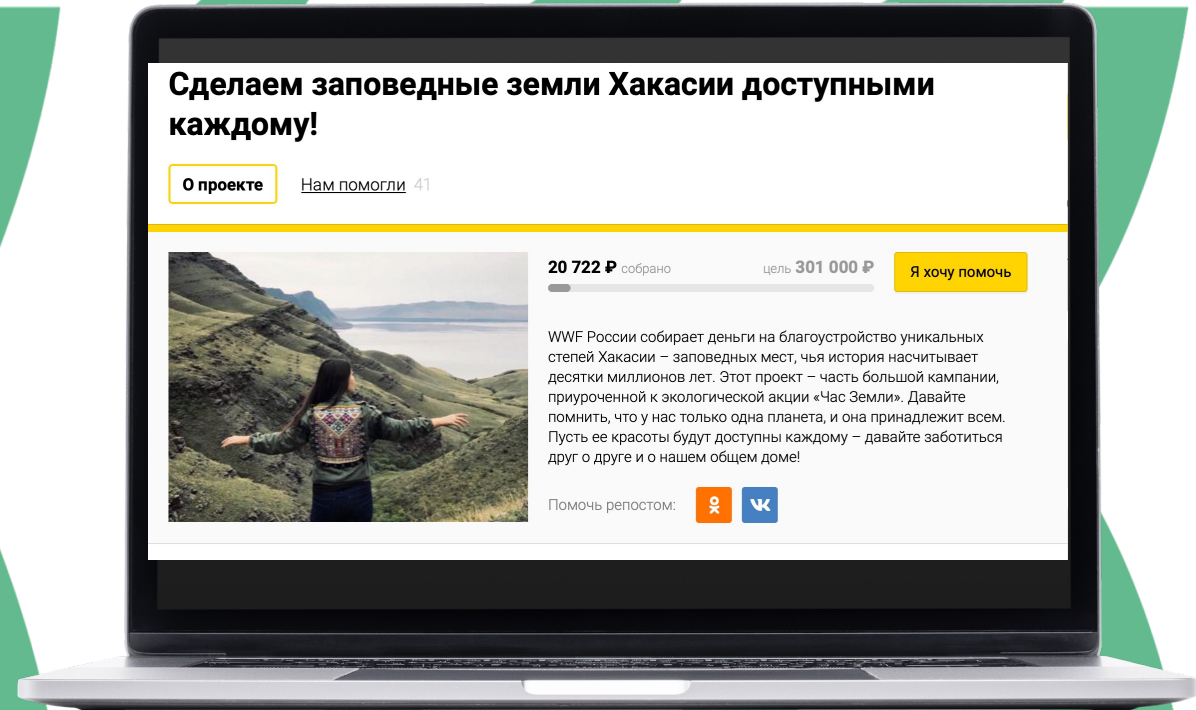 Сделаем заповедные земли Хакасии доступными
каждому!
О проекте Нам помогли 41
20 722 ₽ собрано цель 301 000 ₽ Я хочу помочь
WWF России собирает деньги на благоустройство уникальных
степей Хакасии – заповедных мест, чья история насчитывает
десятки миллионов лет. Этот проект – часть большой кампании,
приуроченной к экологической акции «Час Земли». Давайте
помнить, что у нас только одна планета, и она принадлежит всем.
Пусть ее красоты будут доступны каждому – давайте заботиться
друг о друге и о нашем общем доме!
Помочь репостом: